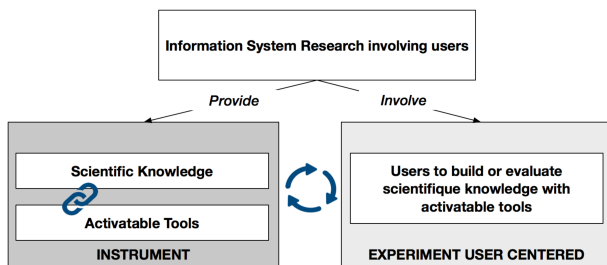 Information System Research involving users
Provide
Involve
Scientific Knowledge
Activatable Tools
INSTRUMENT
Users to build or evaluate
scientifique knowledge with
activatable tools
EXPERIMENT USER CENTERED